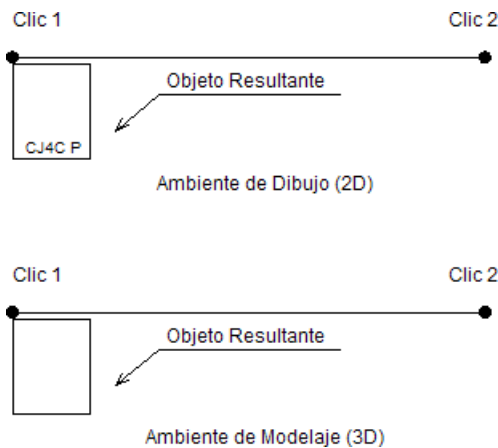 Clic 1 Clic 2
Objeto Resultante
CJ4C P
Ambiente de Dibujo (2D)
Clic 1 Clic 2
Objeto Resultante
Ambiente de Modelaje (3D)